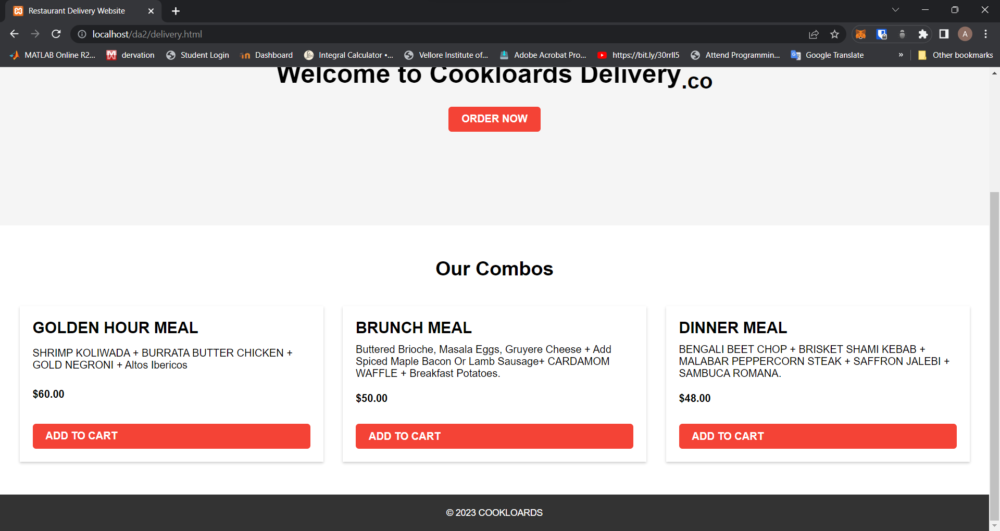 Restaurant Delivery Website
localhost/da2/delivery.html
A
MATLAB Online R2... dervation Student Login Dashboard Integral Calculator •... Vellore Institute of... Adobe Acrobat Pro... https://bit.ly/30rrlI5 Attend Programmin... Google Translate » Other bookmarks
Welcome to Cookloards Delivery.co
ORDER NOW
Our Combos
GOLDEN HOUR MEAL
SHRIMP KOLIWADA + BURRATA BUTTER CHICKEN +
GOLD NEGRONI + Altos Ibericos
$60.00
ADD TO CART
BRUNCH MEAL
Buttered Brioche, Masala Eggs, Gruyere Cheese + Add
Spiced Maple Bacon Or Lamb Sausage+ CARDAMOM
WAFFLE + Breakfast Potatoes.
$50.00
ADD TO CART
DINNER MEAL
BENGALI BEET CHOP + BRISKET SHAMI KEBAB +
MALABAR PEPPERCORN STEAK + SAFFRON JALEBI +
SAMBUCA ROMANA.
$48.00
ADD TO CART
© 2023 COOKLOARDS